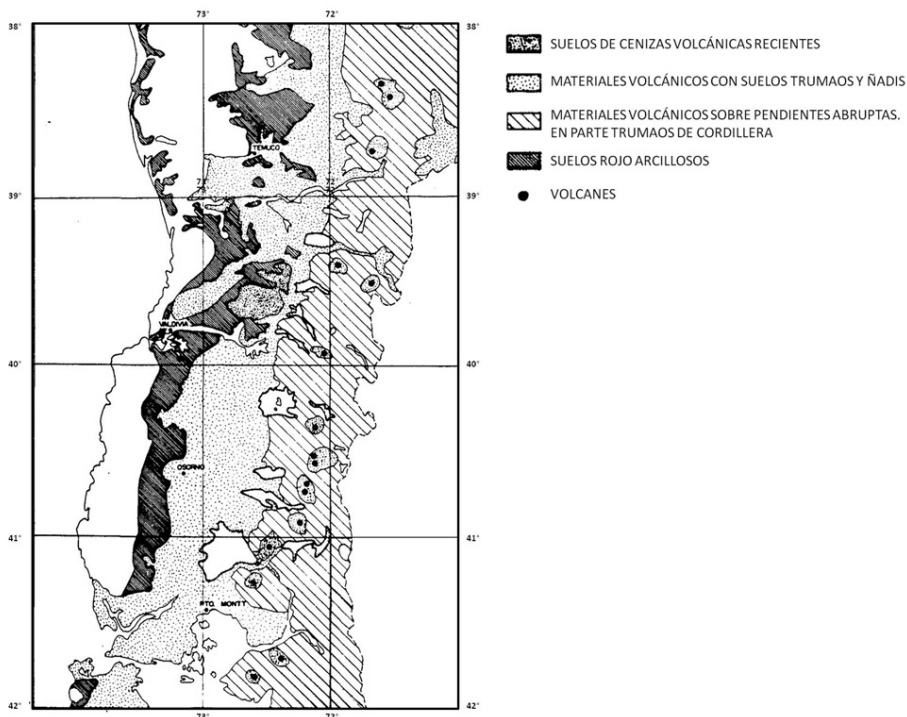 73°
72°
38°
38°
SUELOS DE CENIZAS VOLCÁNICAS RECIENTES
MATERIALES VOLCÁNICOS CON SUELOS TRUMAOS Y ÑADIS
MATERIALES VOLCÁNICOS SOBRE PENDIENTES ABRUPTAS.
EN PARTE TRUMAOS DE CORDILLERA
SUELOS ROJO ARCILLOSOS
VOLCANES
TEMUCO
73°
72°
39°
39°
VALDIVIA
40°
40°
OSORNO
41°
41°
PTO. MONTT
42°
42°
73°
72°